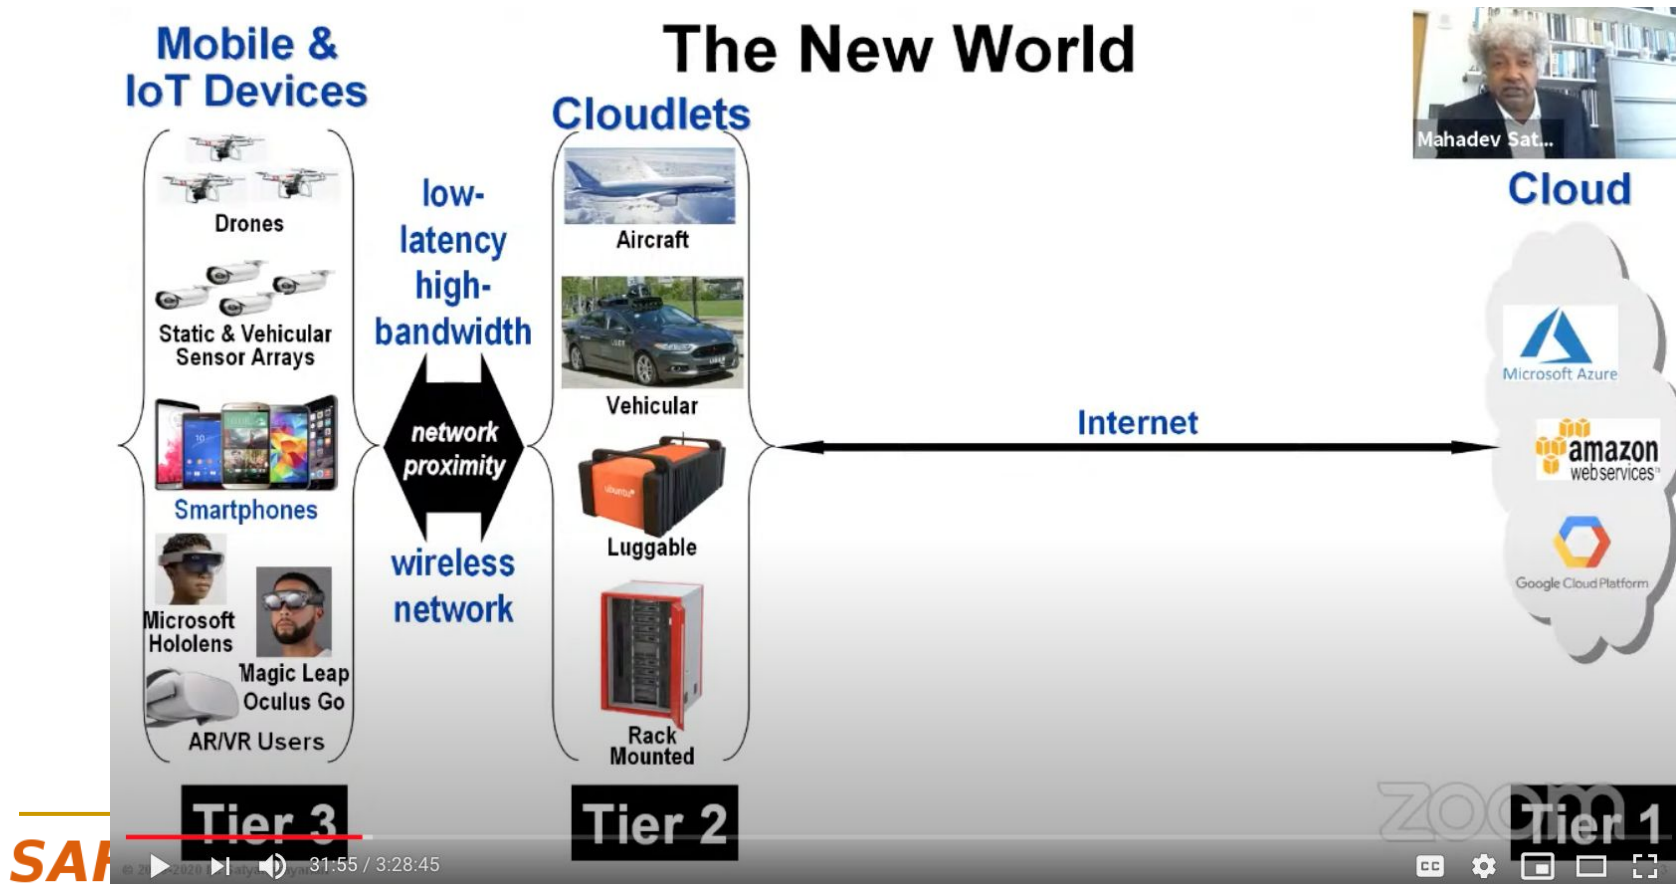 Mobile &
IoT Devices
The New World
Mahadev Sat...
Cloudlets
Cloud
Drones
low-
latency
high-
bandwidth
Aircraft
Static & Vehicular
Sensor Arrays
Microsoft Azure
Vehicular
network
proximity
Internet
amazon
webservices
Smartphones
ubuntu
Luggable
wireless
network
Google Cloud Platform
Microsoft
Hololens
Magic Leap
Oculus Go
AR/VR Users
Rack
Mounted
zoom
Tier 3
Tier 2
Tier 1
31:55 / 3:28:45
CC